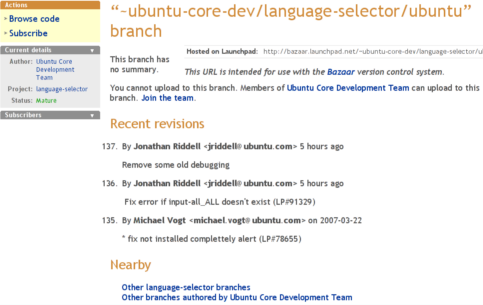 Actions
Browse code
Subscribe
Current details
Author: Ubuntu Core Development Team
Project: language-selector
Status: Mature
Subscribers
“~ubuntu-core-dev/language-selector/ubuntu”
branch
This branch has no summary.
Hosted on Launchpad: http://bazaar.launchpad.net/~ubuntu-core-dev/language-selector/u
This URL is intended for use with the Bazaar version control system.
You cannot upload to this branch. Members of Ubuntu Core Development Team can upload to this
branch. Join the team.
Recent revisions
137. By Jonathan Riddell <jriddell@ubuntu.com> 5 hours ago
Remove some old debugging
136. By Jonathan Riddell <jriddell@ubuntu.com> 5 hours ago
Fix error if input-all_ALL doesn't exist (LP#91329)
135. By Michael Vogt <michael.vogt@ubuntu.com> on 2007-03-22
* fix not installed complettely alert (LP#78655)
Nearby
Other language-selector branches
Other branches authored by Ubuntu Core Development Team